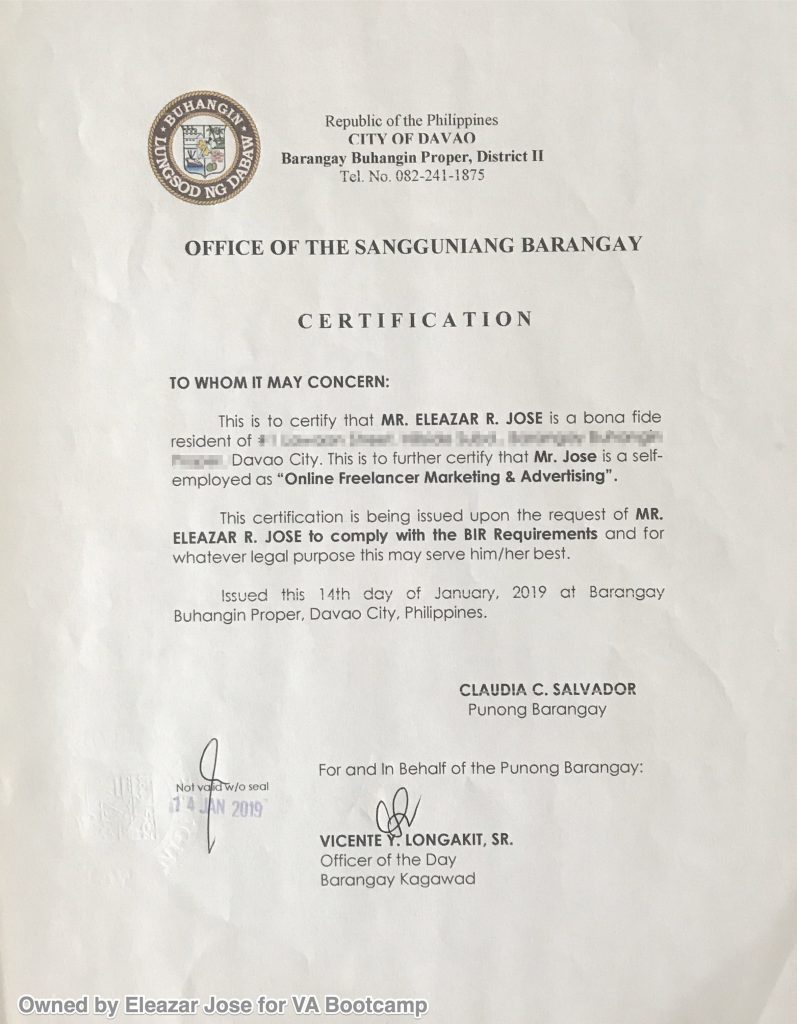 BUHANGIN
LUNGSOD NG DABAW
Republic of the Philippines
CITY OF DAVAO
Barangay Buhangin Proper, District II
Tel. No. 082-241-1875
OFFICE OF THE SANGGUNIANG BARANGAY
CERTIFICATION
TO WHOM IT MAY CONCERN:
This is to certify that MR. ELEAZAR R. JOSE is a bona fide
resident of
Davao City. This is to further certify that Mr. Jose is a self-
employed as “Online Freelancer Marketing & Advertising”.
This certification is being issued upon the request of MR.
ELEAZAR R. JOSE to comply with the BIR Requirements and for
whatever legal purpose this may serve him/her best.
Issued this 14th day of January, 2019 at Barangay
Buhangin Proper, Davao City, Philippines.
CLAUDIA C. SALVADOR
Punong Barangay
For and In Behalf of the Punong Barangay:
Not valid w/o seal
14 JAN 2019
VICENTE Y. LONGAKIT, SR.
Officer of the Day
Barangay Kagawad
Owned by Eleazar Jose for VA Bootcamp